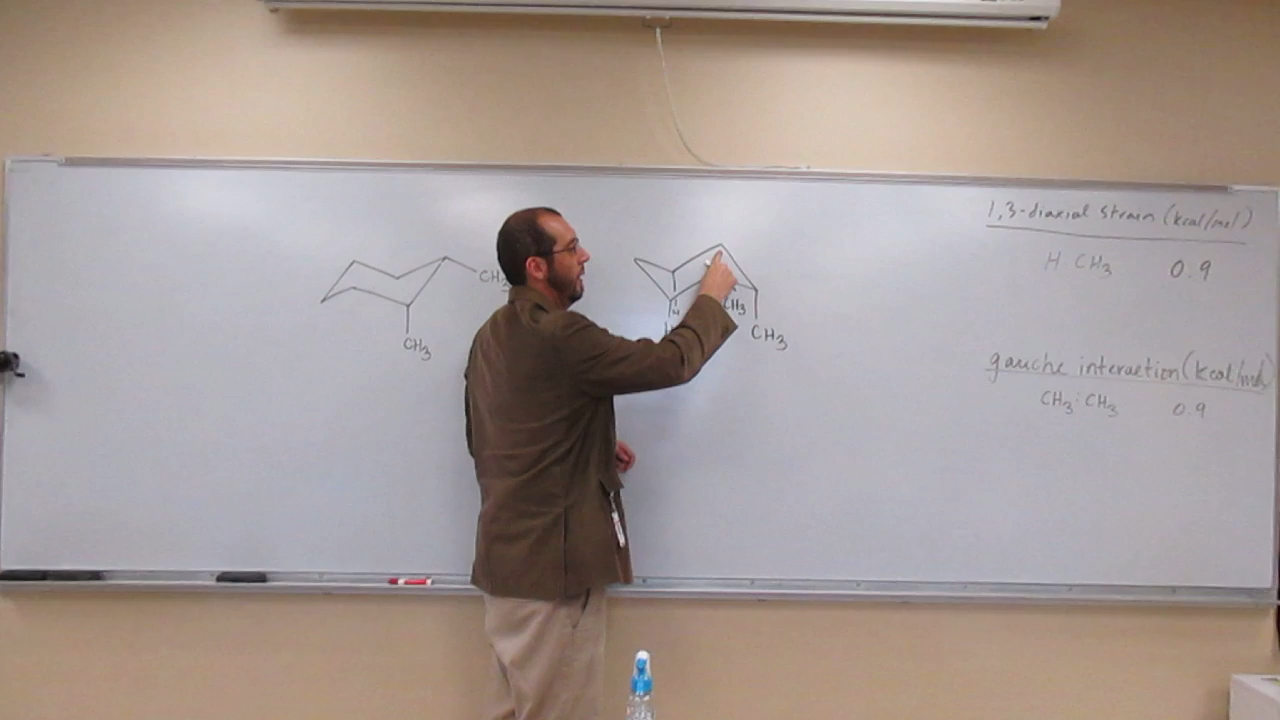 1,3-diaxial strain (kcal/mol)
H CH3 0.9
CH3
CH3
CH3
CH3
H
gauche interaction (kcal/mol)
CH3:CH3 0.9